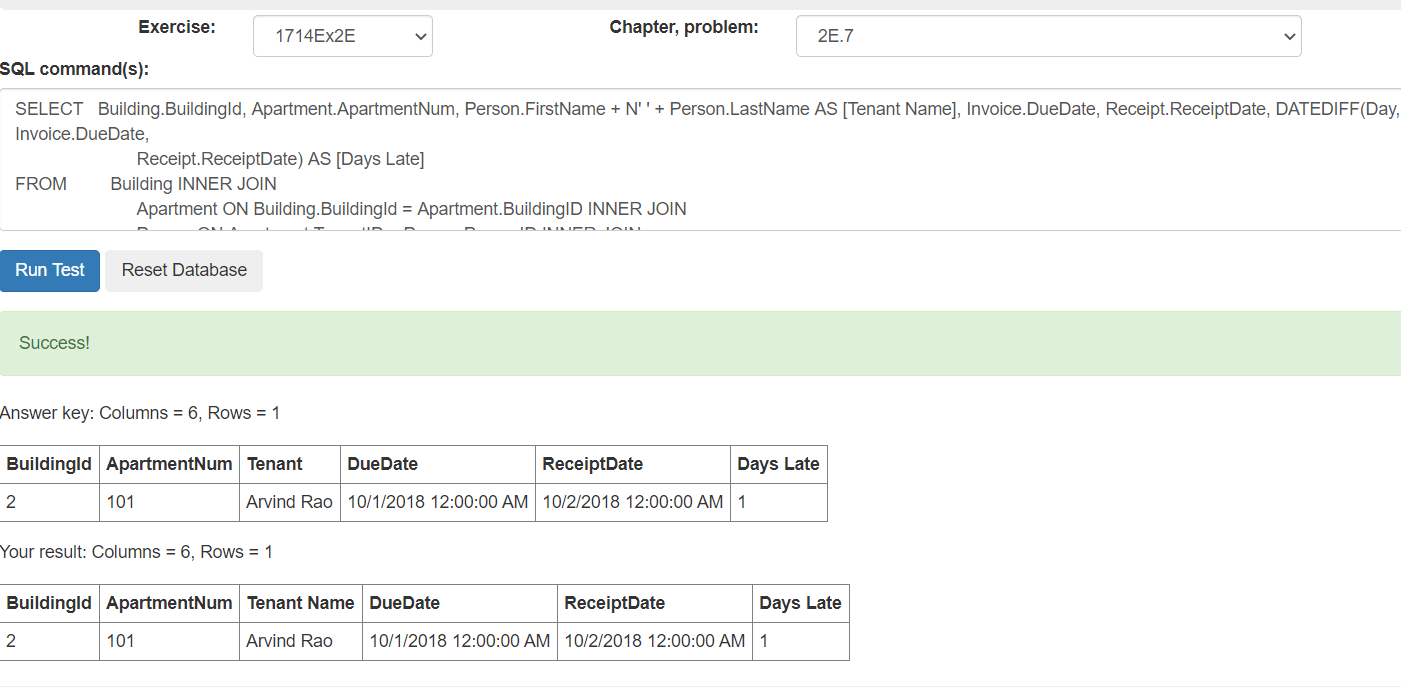 Exercise: 1714Ex2E Chapter, problem: 2E.7
SQL command(s):
SELECT Building.BuildingId, Apartment.ApartmentNum, Person.FirstName + N' ' + Person.LastName AS [Tenant Name], Invoice.DueDate, Receipt.ReceiptDate, DATEDIFF(Day,
Invoice.DueDate,
Receipt.ReceiptDate) AS [Days Late]
FROM Building INNER JOIN
Apartment ON Building.BuildingId = Apartment.BuildingID INNER JOIN
Run Test Reset Database
Success!
Answer key: Columns = 6, Rows = 1
BuildingId ApartmentNum Tenant DueDate ReceiptDate Days Late
2 101 Arvind Rao 10/1/2018 12:00:00 AM 10/2/2018 12:00:00 AM 1
Your result: Columns = 6, Rows = 1
BuildingId ApartmentNum Tenant Name DueDate ReceiptDate Days Late
2 101 Arvind Rao 10/1/2018 12:00:00 AM 10/2/2018 12:00:00 AM 1